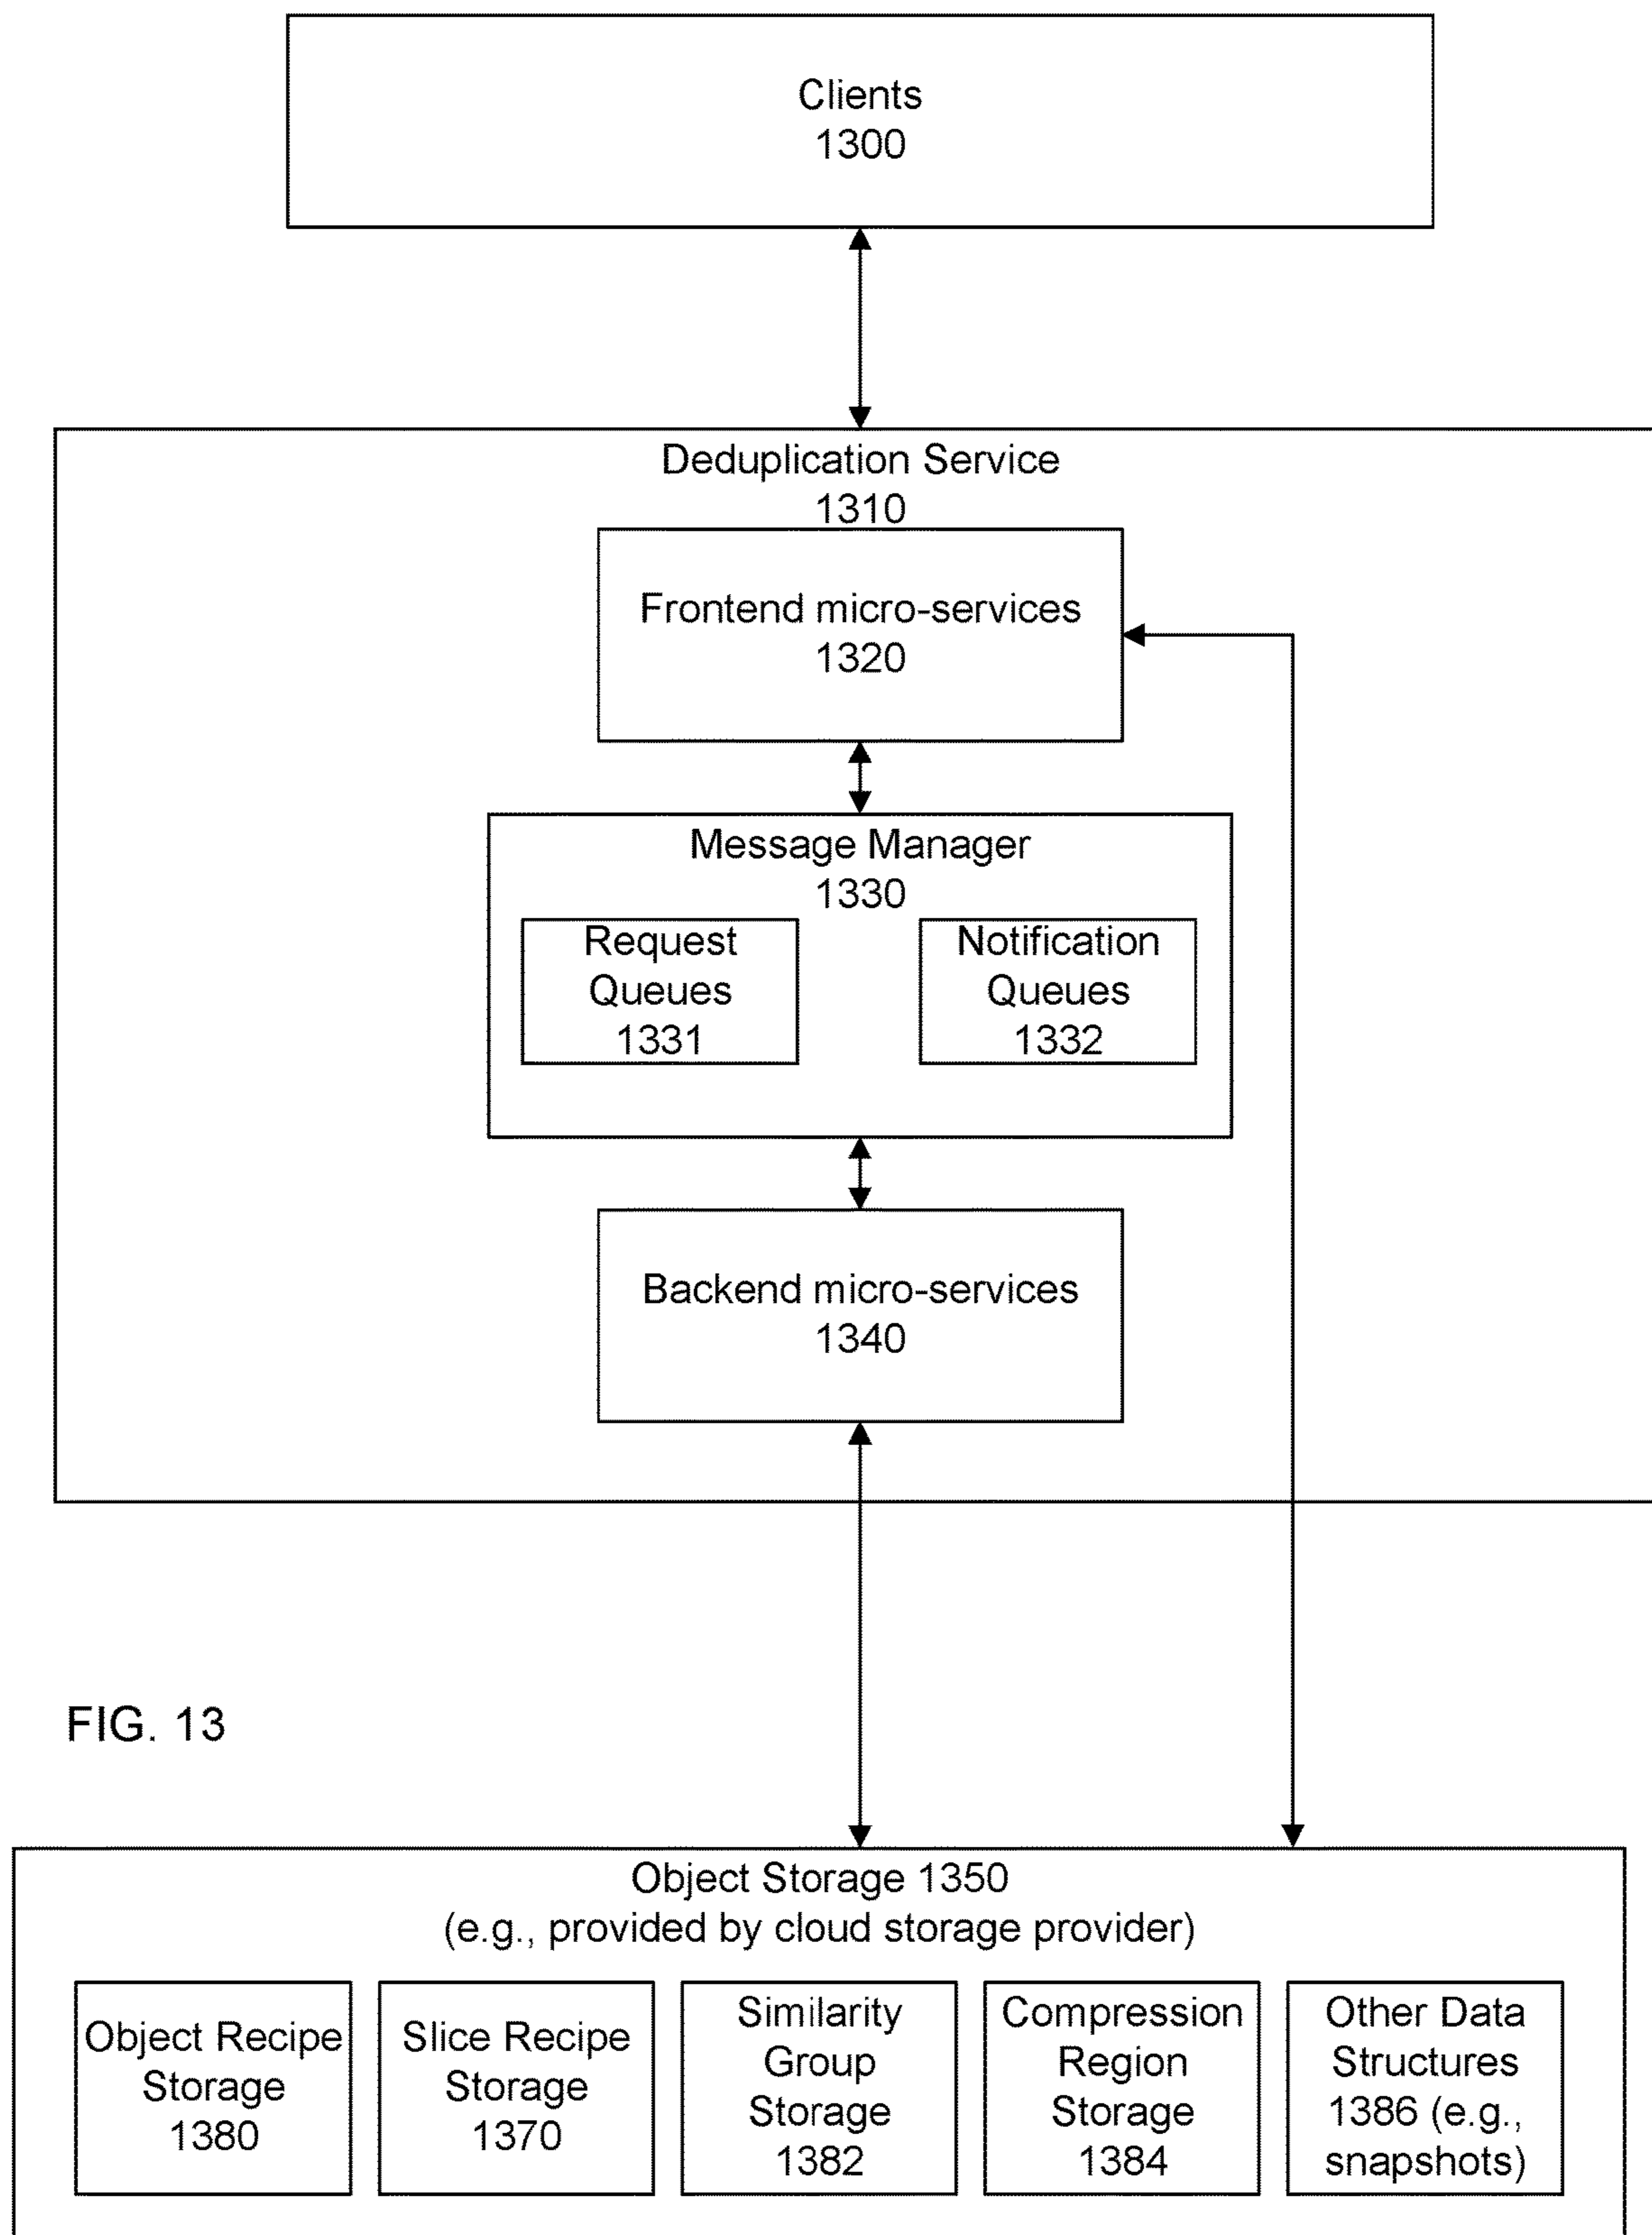 Clients
1300
Deduplication Service
1310
Frontend micro-services
1320
Message Manager
1330
Request
Queues
1331
Notification
Queues
1332
Backend micro-services
1340
FIG. 13
Object Storage 1350
(e.g., provided by cloud storage provider)
Object Recipe
Storage
1380
Slice Recipe
Storage
1370
Similarity
Group
Storage
1382
Compression
Region
Storage
1384
Other Data
Structures
1386 (e.g.,
snapshots)